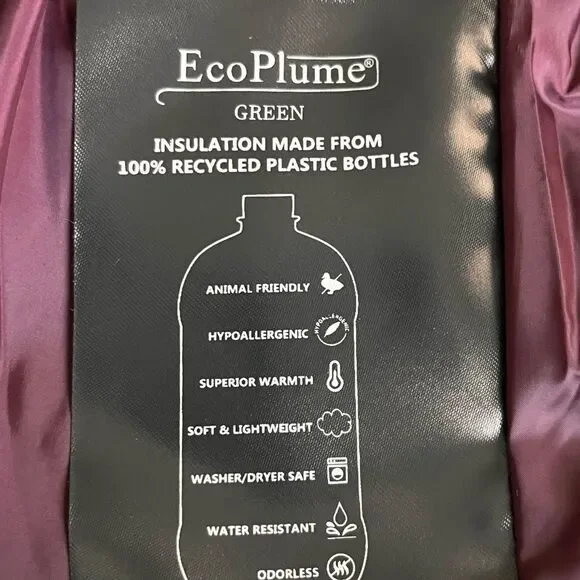 EcoPlume®
GREEN
INSULATION MADE FROM
100% RECYCLED PLASTIC BOTTLES
ANIMAL FRIENDLY
HYPOALLERGENIC HYPOALLERGENIC
SUPERIOR WARMTH
SOFT & LIGHTWEIGHT
WASHER/DRYER SAFE
WATER RESISTANT
ODORLESS